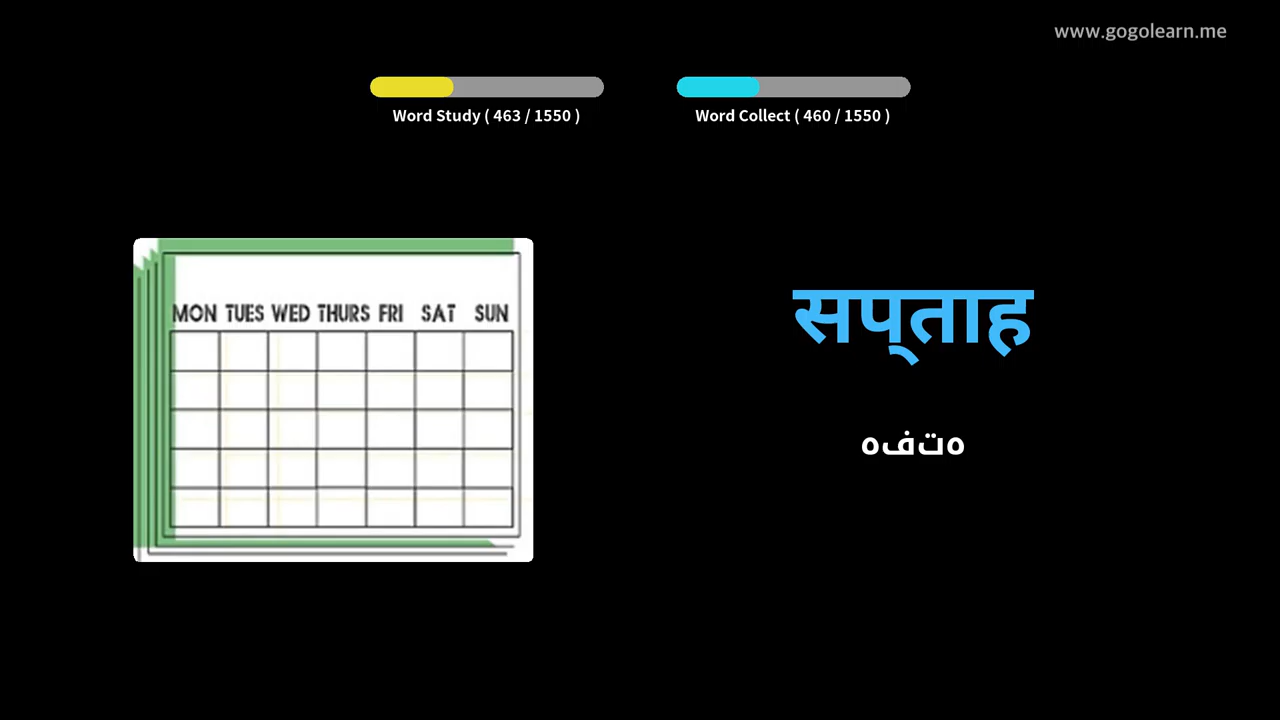 www.gogolearn.me
Word Study ( 463 / 1550 )
Word Collect ( 460 / 1550 )
MON TUES WED THURS FRI SAT SUN
सप्ताह
هفته